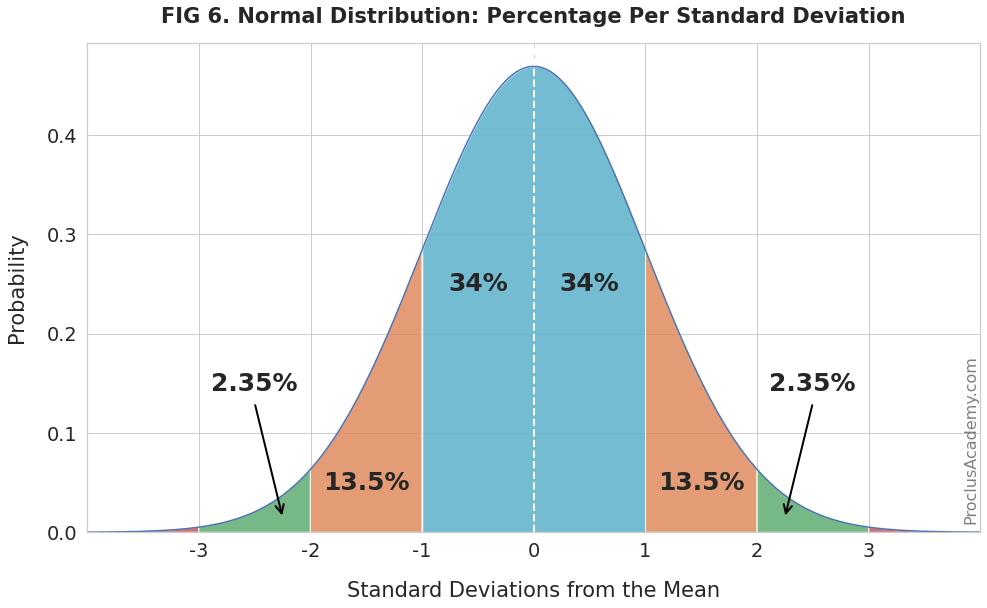 FIG 6. Normal Distribution: Percentage Per Standard Deviation
Probability
0.4
0.3
0.2
0.1
0.0
34% 34%
2.35% 2.35%
13.5% 13.5%
-3 -2 -1 0 1 2 3
Standard Deviations from the Mean
ProclusAcademy.com